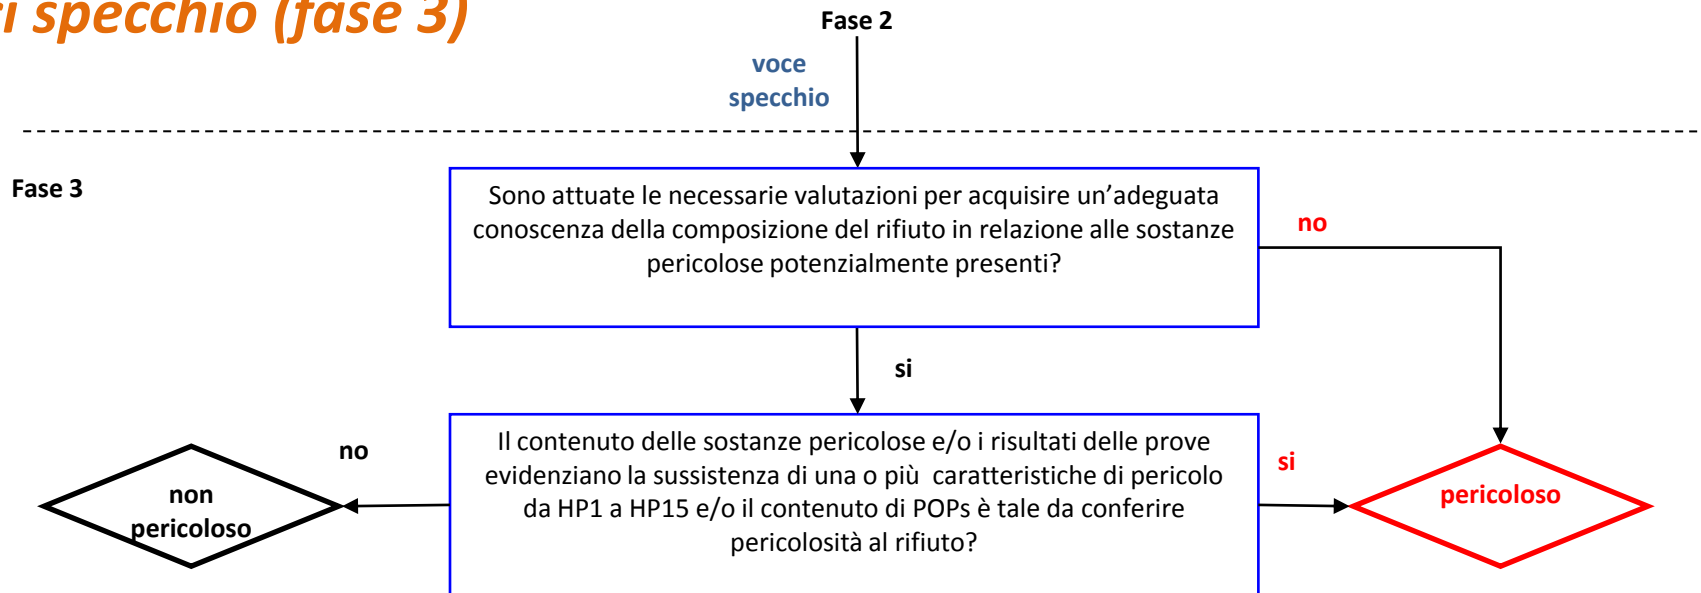 ci specchio (fase 3)
Fase 2
voce
specchio
Fase 3
Sono attuate le necessarie valutazioni per acquisire un’adeguata
conoscenza della composizione del rifiuto in relazione alle sostanze
pericolose potenzialmente presenti?
no
si
Il contenuto delle sostanze pericolose e/o i risultati delle prove
evidenziano la sussistenza di una o più caratteristiche di pericolo
da HP1 a HP15 e/o il contenuto di POPs è tale da conferire
pericolosità al rifiuto?
no
non
pericoloso
si
pericoloso